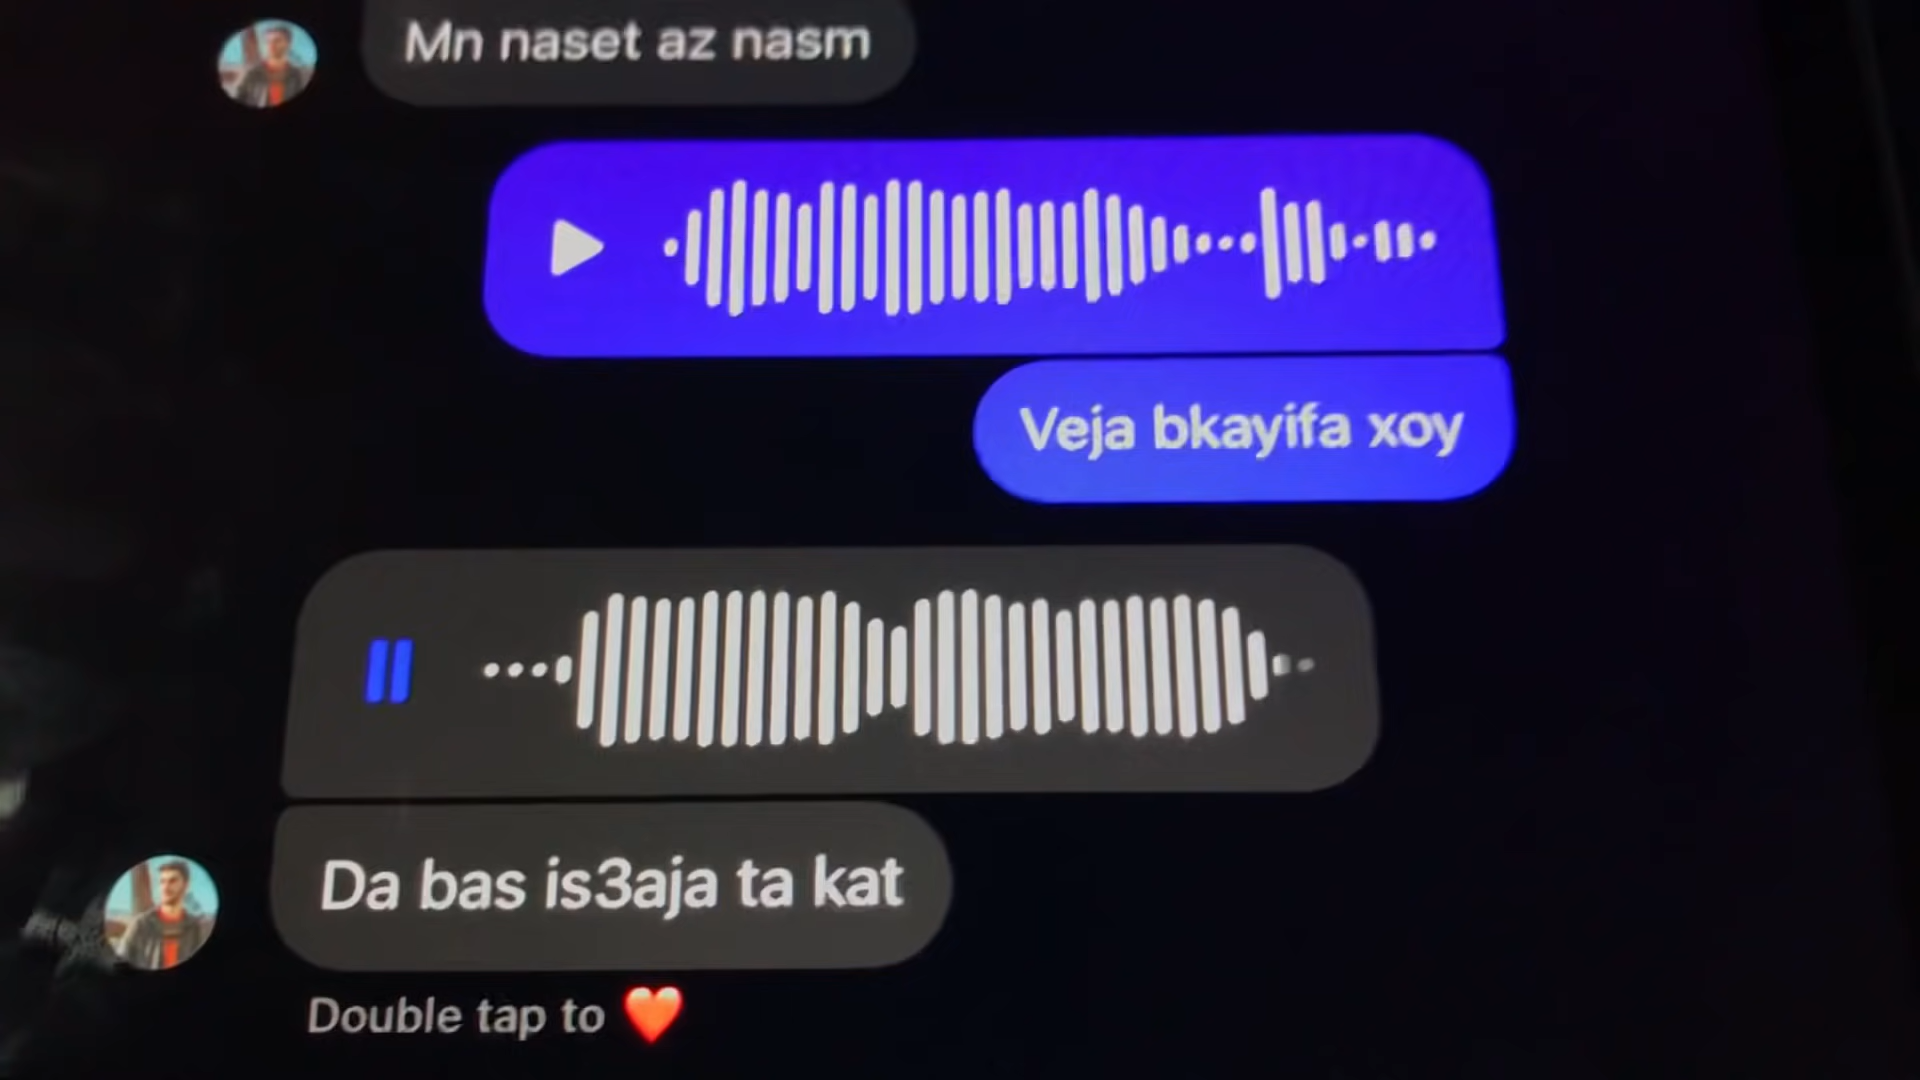 Mn naset az nasm
Veja bkayifa xoy
Da bas is3aja ta kat
Double tap to ❤️